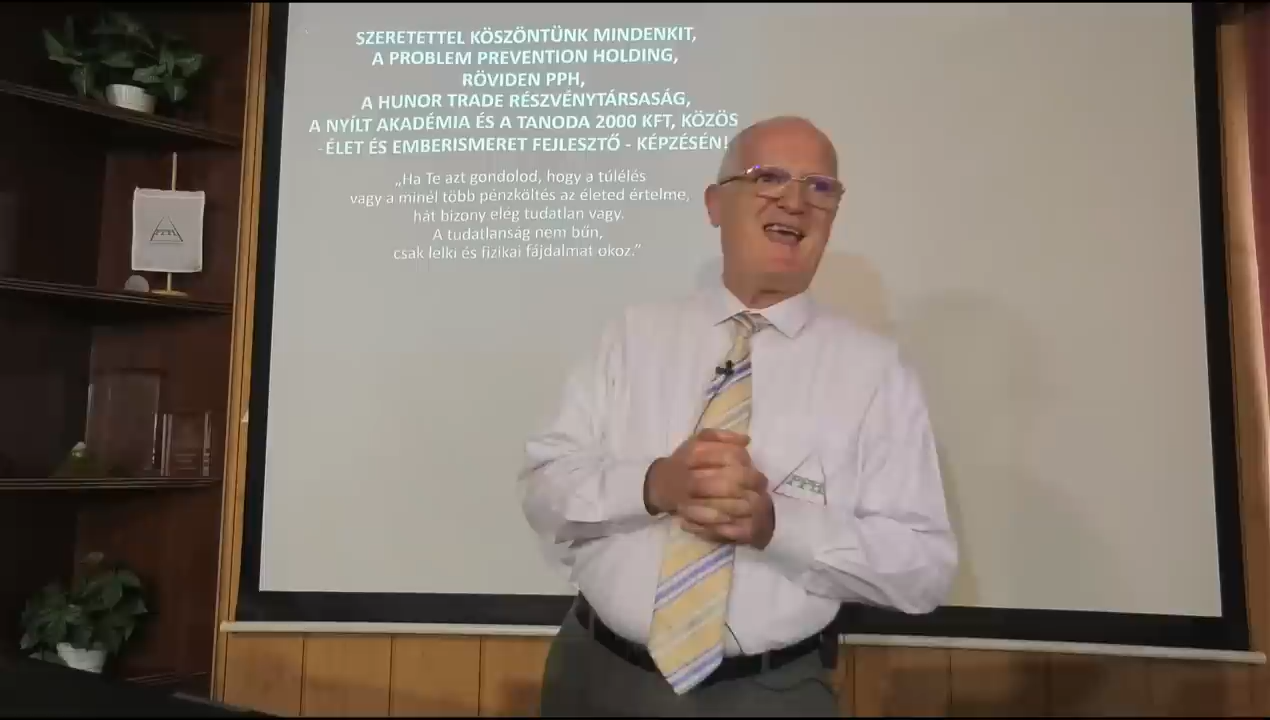 SZERETETTEL KÖSZÖNTÜNK MINDENKIT,
A PROBLEM PREVENTION HOLDING,
RÖVIDEN PPH,
A HUNOR TRADE RÉSZVÉNYTÁRSASÁG,
A NYÍLT AKADÉMIA ÉS A TANODA 2000 KFT, KÖZÖS
- ÉLET ÉS EMBERISMERET FEJLESZTŐ - KÉPZÉSÉN!
„Ha Te azt gondolod, hogy a túlélés
vagy a minél több pénzköltés az életed értelme,
hát bizony elég tudatlan vagy.
A tudatlanság nem bűn,
csak lelki és fizikai fájdalmat okoz.”
PPH
PPH